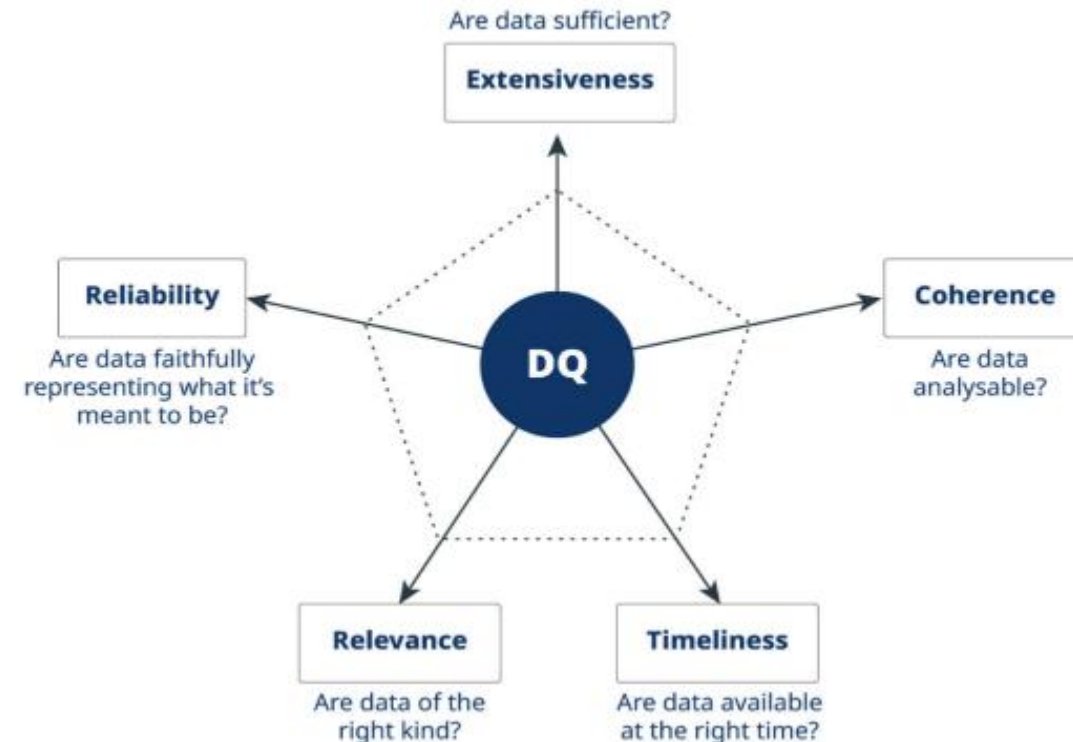 Are data sufficient?
Extensiveness
Reliability
Are data faithfully
representing what it's
meant to be?
DQ
Coherence
Are data
analysable?
Relevance
Are data of the
right kind?
Timeliness
Are data available
at the right time?